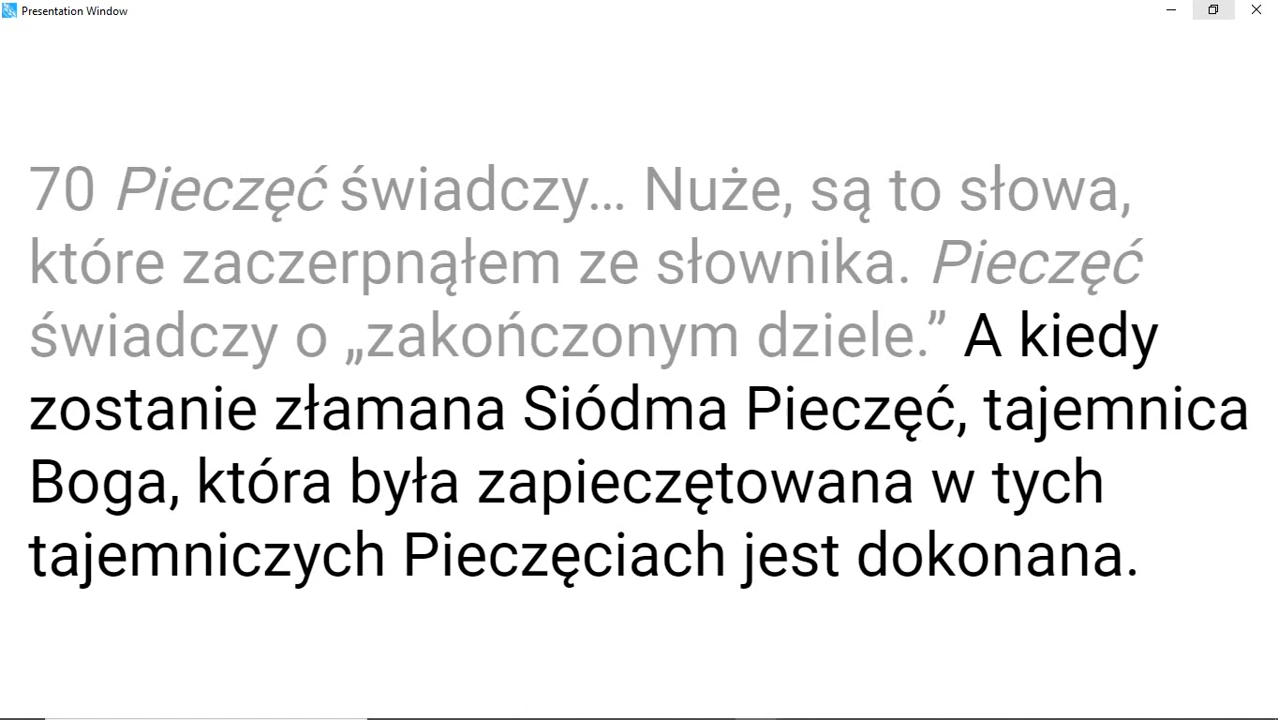 Presentation Window
70 Pieczęć świadczy... Nuże, są to słowa,
które zaczerpnąłem ze słownika. Pieczęć
świadczy o „zakończonym dziele.” A kiedy
zostanie złamana Siódma Pieczęć, tajemnica
Boga, która była zapieczętowana w tych
tajemniczych Pieczęciach jest dokonana.